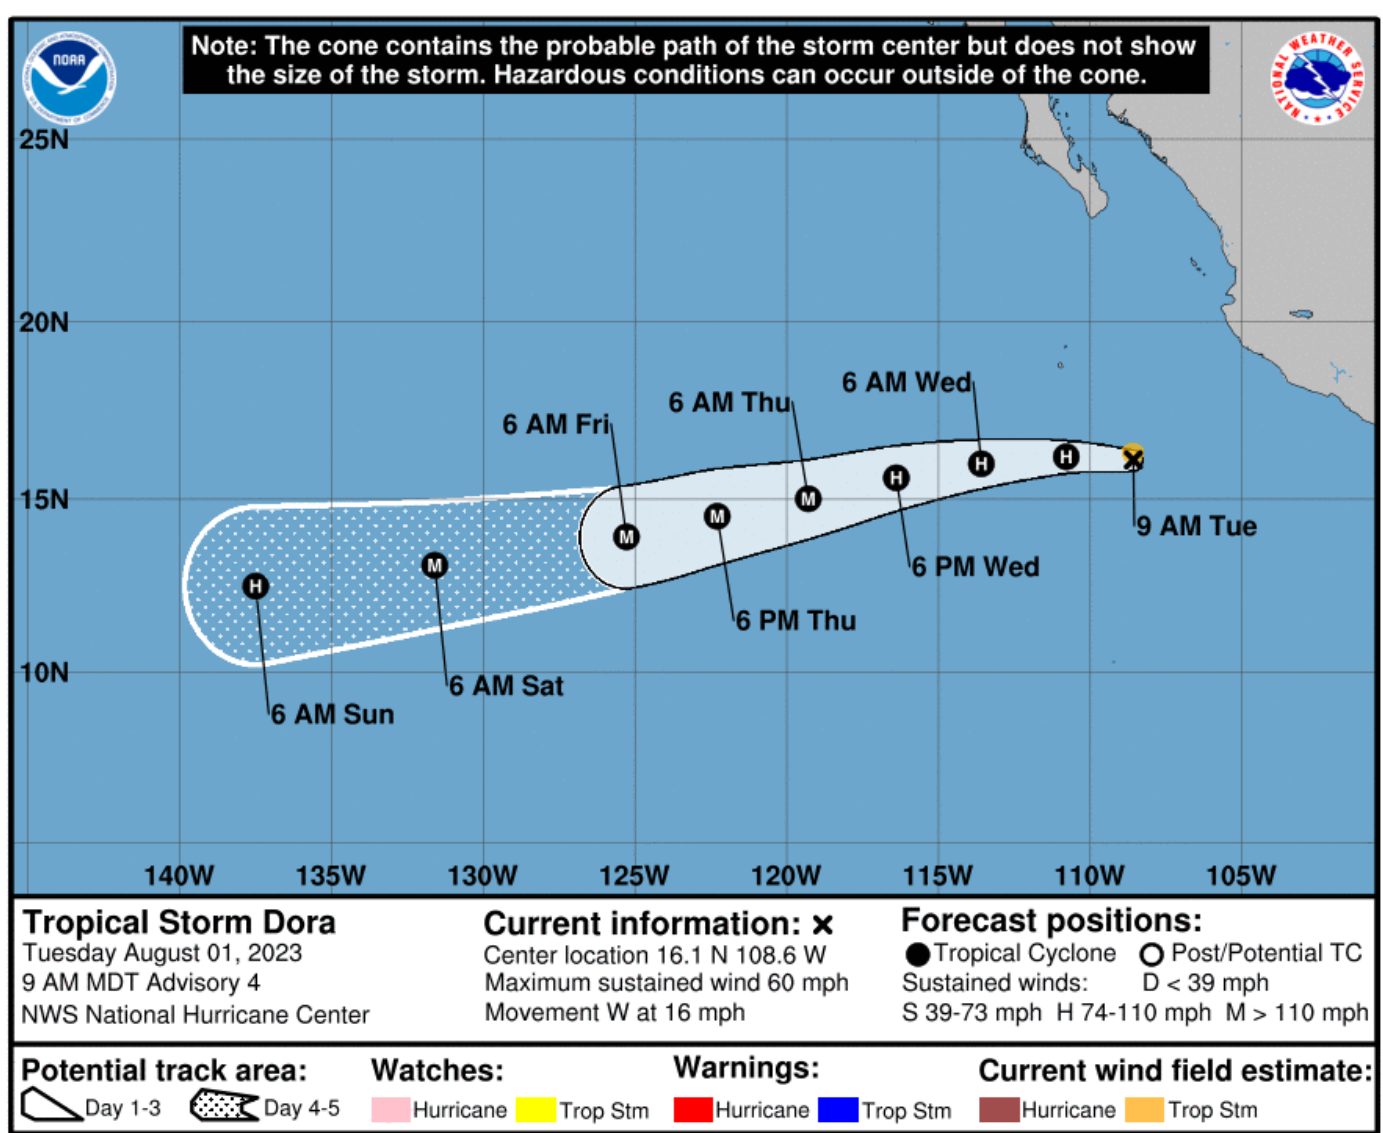 Note: The cone contains the probable path of the storm center but does not show
the size of the storm. Hazardous conditions can occur outside of the cone.
NOAA
NATIONAL WEATHER SERVICE
25N
20N
15N
10N
6 AM Wed
6 AM Thu
6 AM Fri
H
H
H
M
M
M
M
H
9 AM Tue
6 PM Wed
6 PM Thu
6 AM Sat
6 AM Sun
140W 135W 130W 125W 120W 115W 110W 105W
Tropical Storm Dora
Tuesday August 01, 2023
9 AM MDT Advisory 4
NWS National Hurricane Center
Current information: ×
Center location 16.1 N 108.6 W
Maximum sustained wind 60 mph
Movement W at 16 mph
Forecast positions:
Tropical Cyclone Post/Potential TC
Sustained winds: D < 39 mph
S 39-73 mph H 74-110 mph M > 110 mph
Potential track area:
Day 1-3 Day 4-5
Watches:
Hurricane Trop Stm
Warnings:
Hurricane Trop Stm
Current wind field estimate:
Hurricane Trop Stm